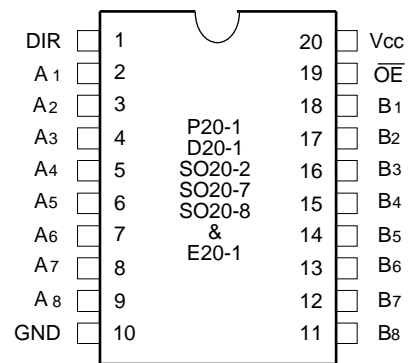 DIR 1 20 Vcc
A1 2 19 O̅E̅
A2 3 18 B1
A3 4 17 B2
A4 5 16 B3
A5 6 15 B4
A6 7 14 B5
A7 8 13 B6
A8 9 12 B7
GND 10 11 B8
P20-1
D20-1
SO20-2
SO20-7
SO20-8
&
E20-1